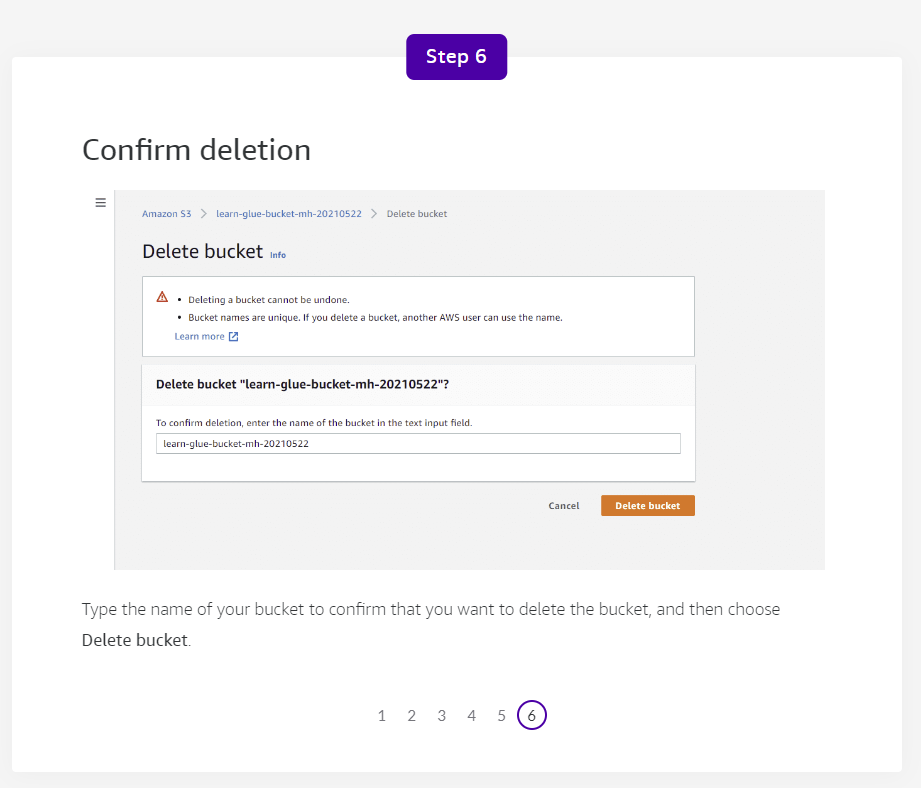 Step 6
Confirm deletion
Amazon S3 > learn-glue-bucket-mh-20210522 > Delete bucket
Delete bucket Info
• Deleting a bucket cannot be undone.
• Bucket names are unique. If you delete a bucket, another AWS user can use the name.
Learn more
Delete bucket "learn-glue-bucket-mh-20210522"?
To confirm deletion, enter the name of the bucket in the text input field.
learn-glue-bucket-mh-20210522
Cancel Delete bucket
Type the name of your bucket to confirm that you want to delete the bucket, and then choose
Delete bucket.
1 2 3 4 5 6